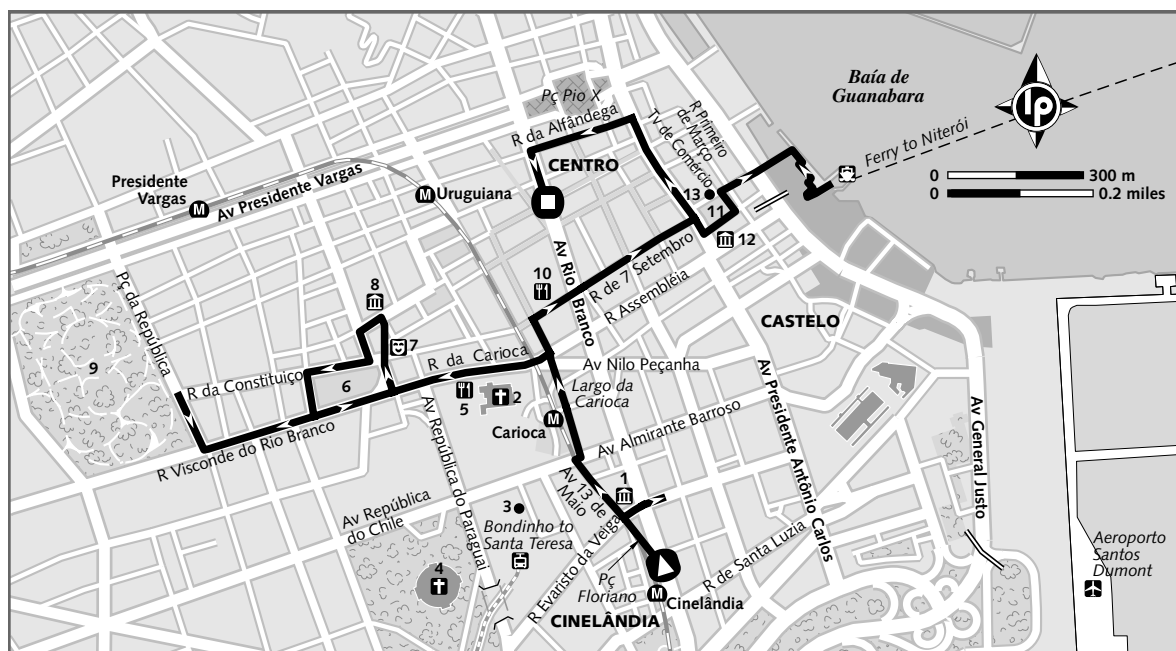 Baía de
Guanabara
lp
Ferry to Niterói
0
300 m
0
0.2 miles
Pç Pio X
R da Alfândega
R Primeiro
de Março
Tv de Comércio
CENTRO
Presidente
Vargas
M
Av Presidente Vargas
M
Uruguiana
13
11
12
Av Rio Branco
R de 7 Setembro
R Assembléia
10
8
7
Pç da República
9
R da Constituiço
6
R da Carioca
5
2
Av Nilo Peçanha
Largo da
Carioca
CASTELO
Carioca
M
R Visconde do Rio Branco
Av República do Paraguai
Av Almirante Barroso
Av Presidente Antônio Carlos
Av General Justo
Av República
do Chile
Av 13 de
Maio
1
3
Bondinho to
Santa Teresa
4
R Evaristo da Veiga
R de Santa Luzia
Pç
Floriano
M
Cinelândia
CINELÂNDIA
Aeroporto
Santos
Dumont